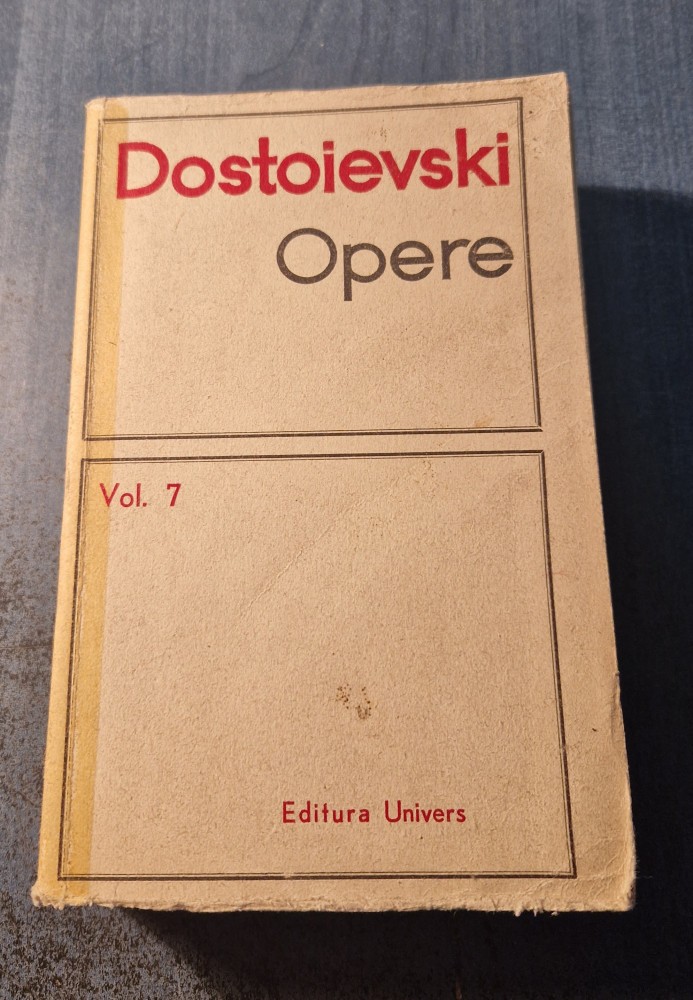 Dostoievski
Opere
Vol. 7
Editura Univers